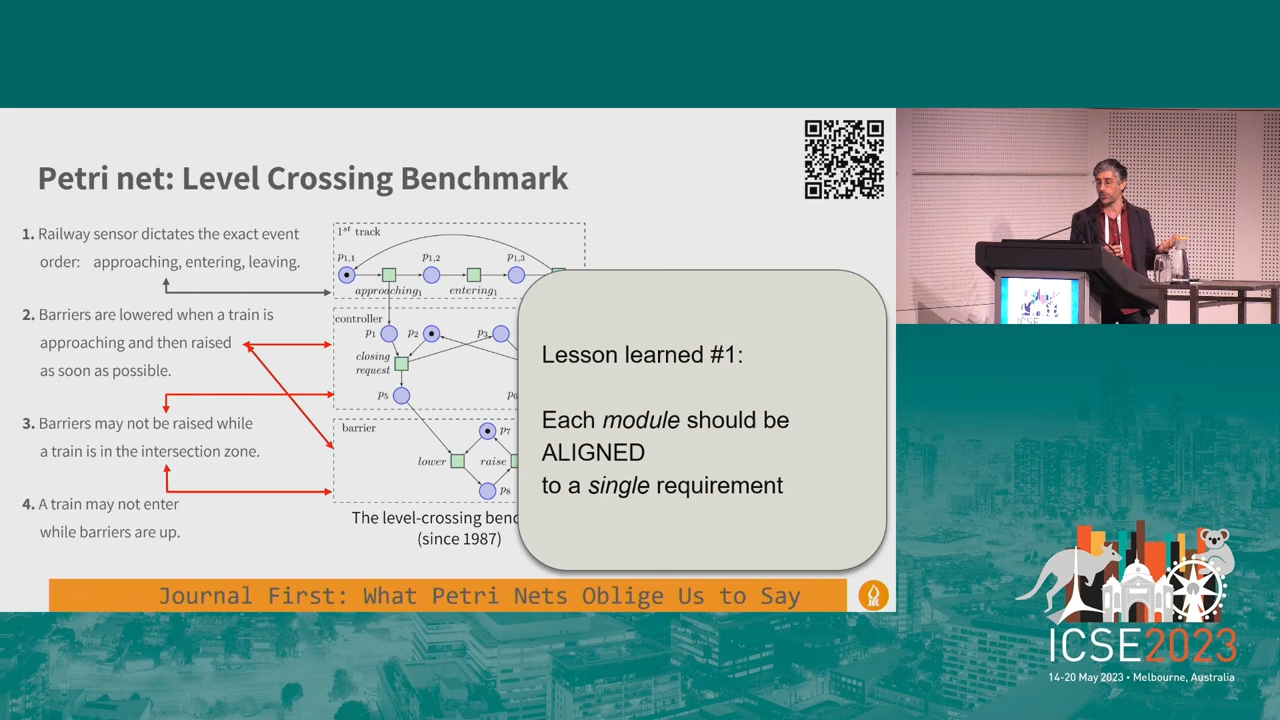 Petri net: Level Crossing Benchmark
1. Railway sensor dictates the exact event
order: approaching, entering, leaving.
2. Barriers are lowered when a train is
approaching and then raised
as soon as possible.
3. Barriers may not be raised while
a train is in the intersection zone.
4. A train may not enter
while barriers are up.
1st track
p1,1
p1,2
p1,3
approaching1
entering1
controller
p1
p2
p3
closing
request
p5
p6
barrier
p7
lower
raise
p8
The level-crossing benc
(since 1987)
Lesson learned #1:
Each module should be
ALIGNED
to a single requirement
Journal First: What Petri Nets Oblige Us to Say
ICSE2023
14-20 May 2023 • Melbourne, Australia